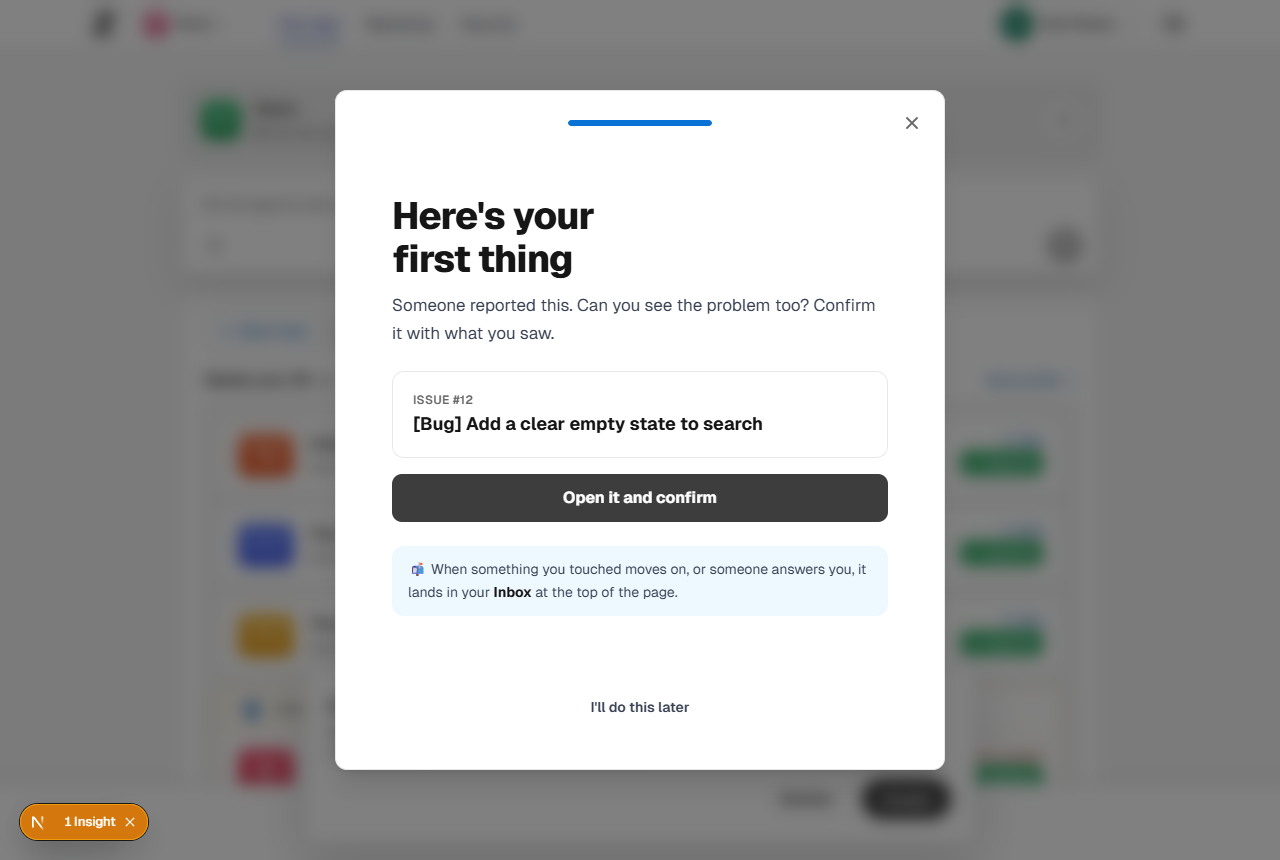 Here's your
first thing
Someone reported this. Can you see the problem too? Confirm
it with what you saw.
ISSUE #12
[Bug] Add a clear empty state to search
Open it and confirm
📬 When something you touched moves on, or someone answers you, it
lands in your Inbox at the top of the page.
I'll do this later
1 Insight